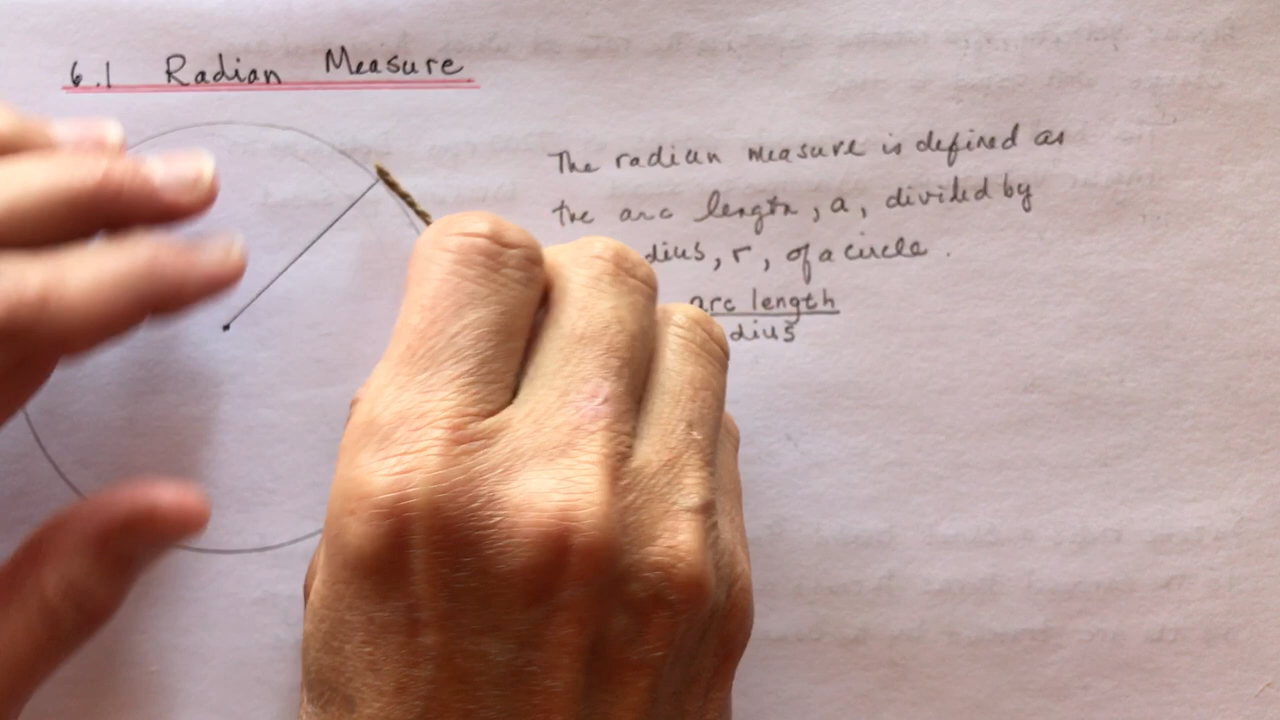 6.1 Radian Measure
The radian measure is defined as
the arc length, a, divided by
dius, r, of a circle.
arc length
dius